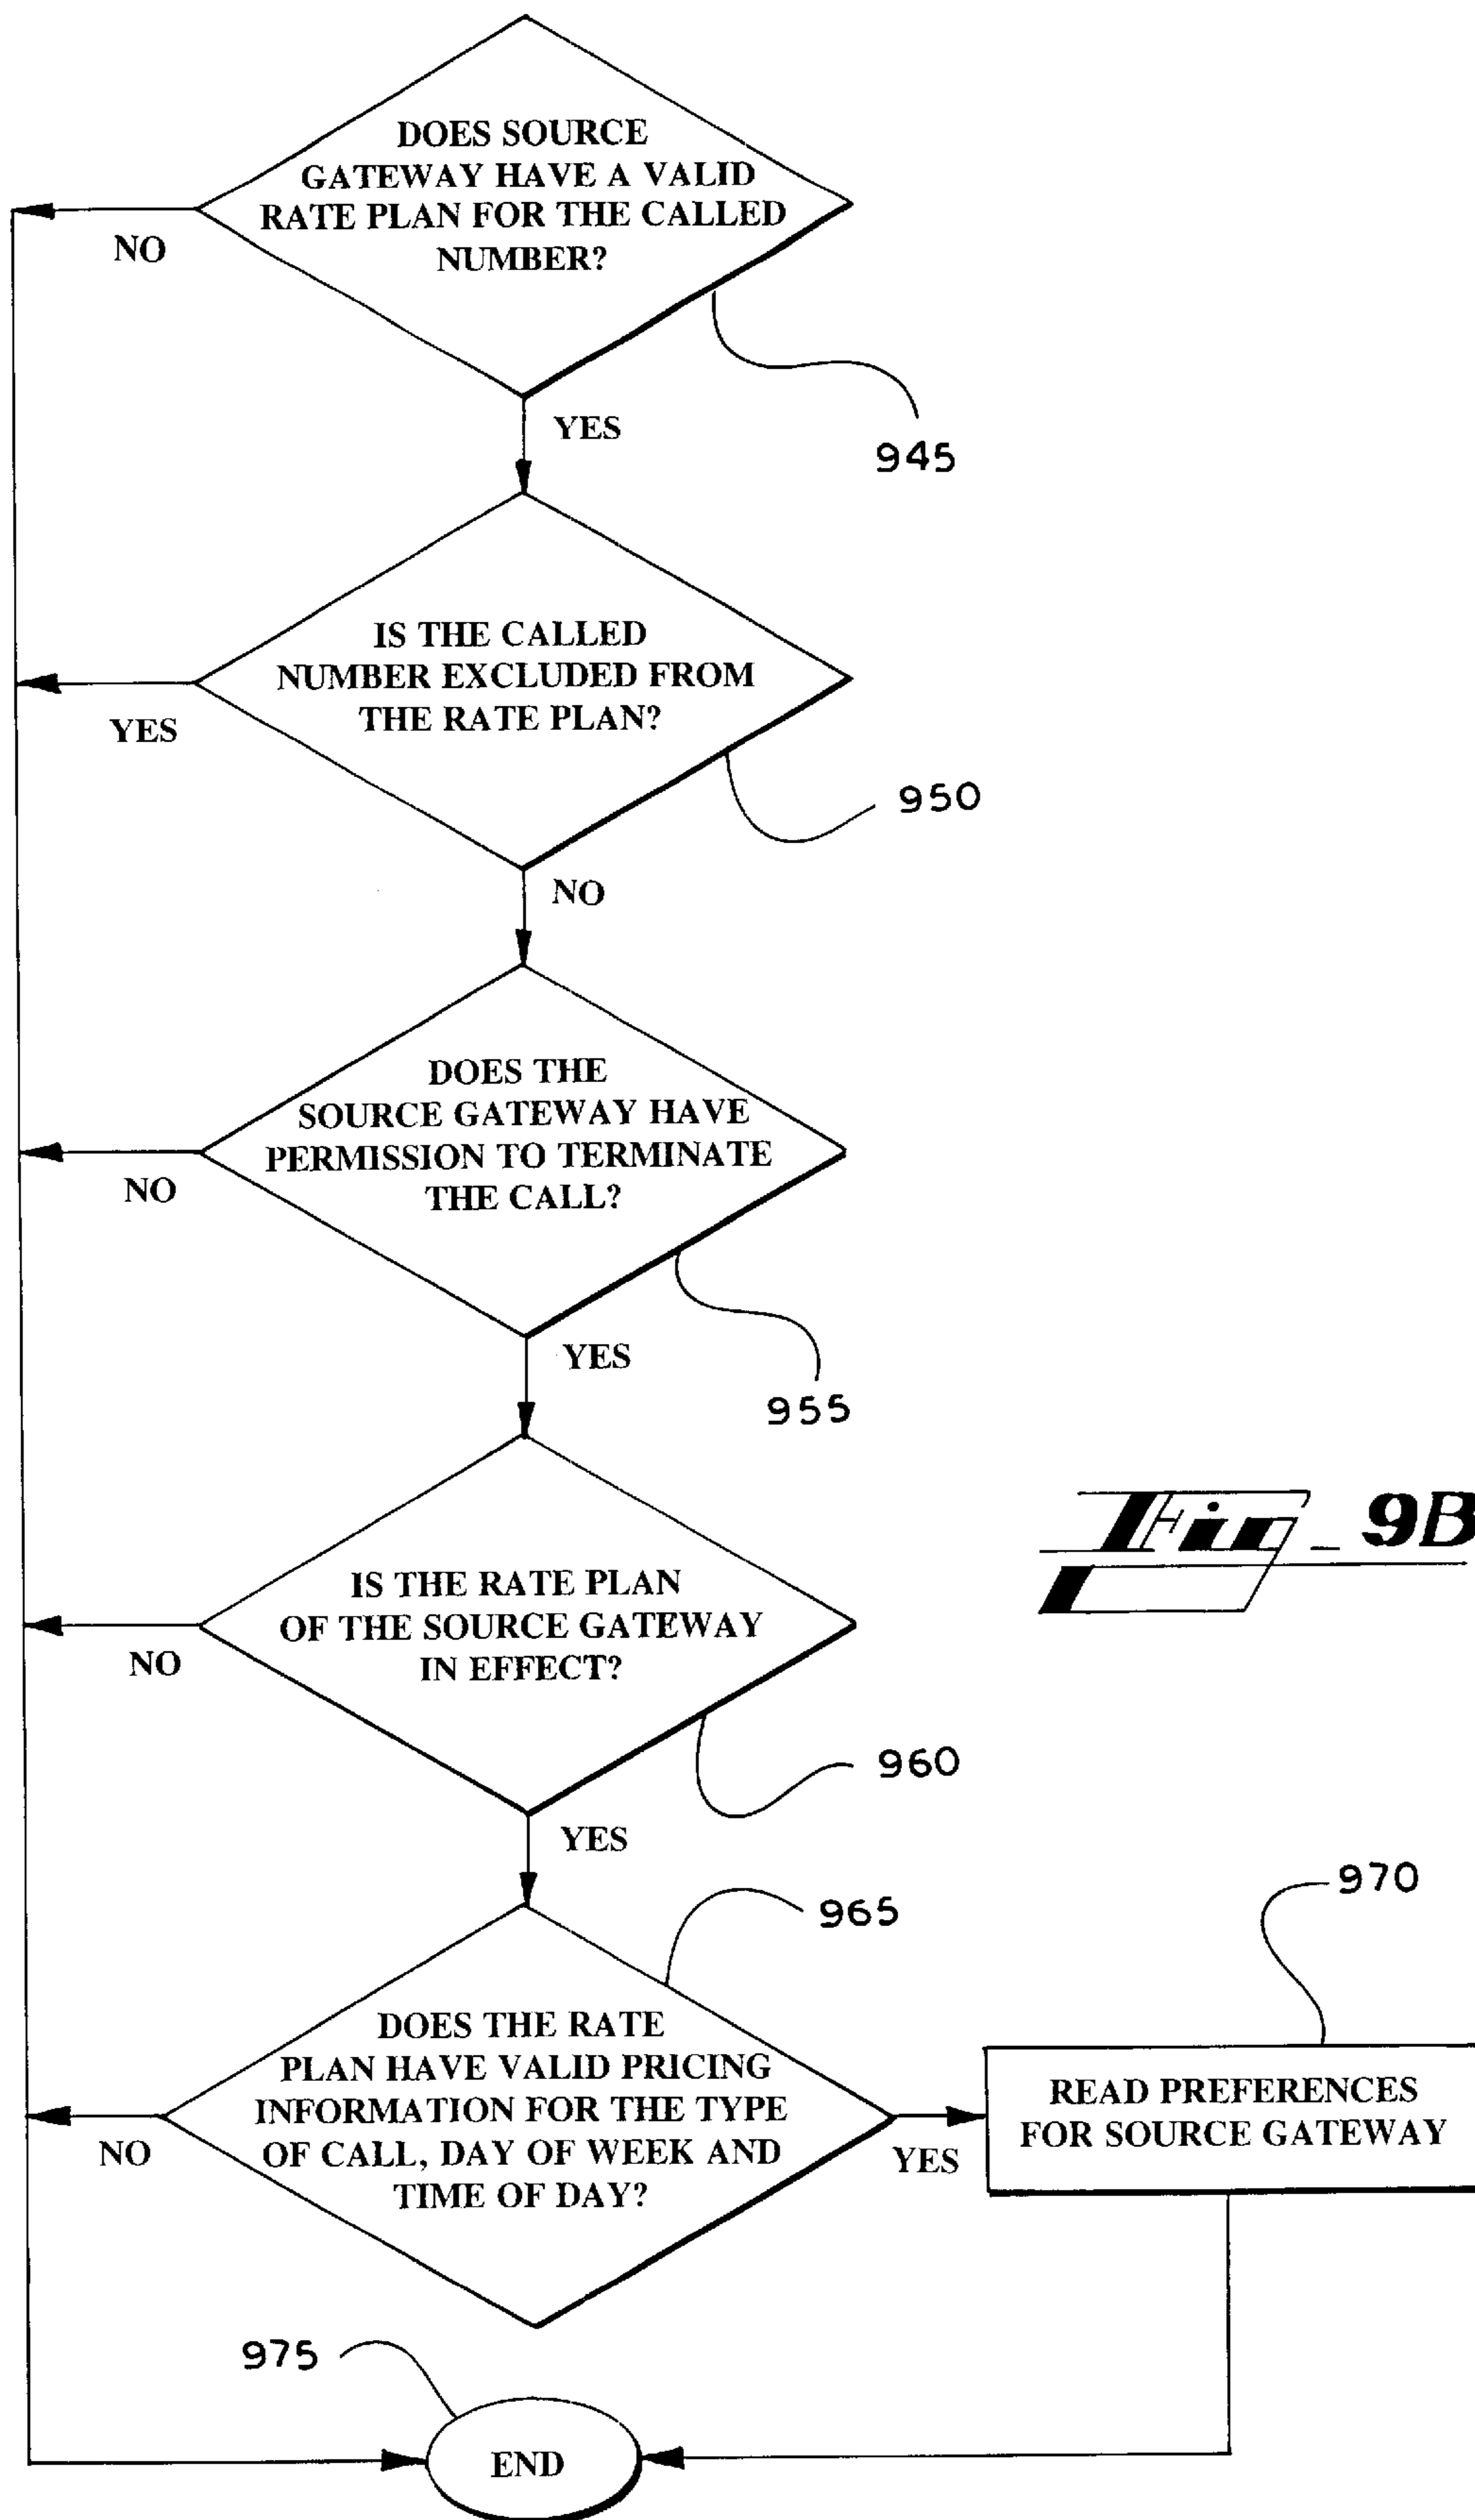 DOES SOURCE
GATEWAY HAVE A VALID
RATE PLAN FOR THE CALLED
NUMBER?
NO
YES
945
IS THE CALLED
NUMBER EXCLUDED FROM
THE RATE PLAN?
YES
950
NO
DOES THE
SOURCE GATEWAY HAVE
PERMISSION TO TERMINATE
THE CALL?
NO
YES
955
Fig_9B
IS THE RATE PLAN
OF THE SOURCE GATEWAY
IN EFFECT?
NO
960
YES
965
970
DOES THE RATE
PLAN HAVE VALID PRICING
INFORMATION FOR THE TYPE
OF CALL, DAY OF WEEK AND
TIME OF DAY?
NO
YES
READ PREFERENCES
FOR SOURCE GATEWAY
975
END